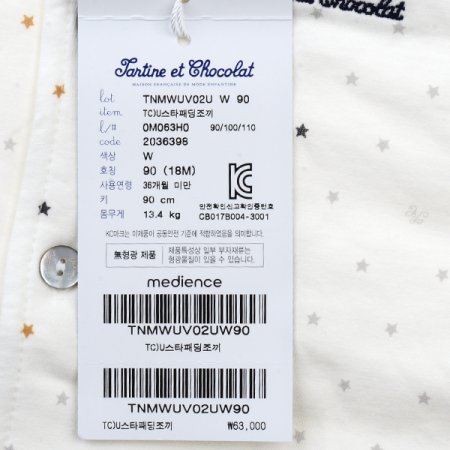 Chocolat
Tartine et Chocolat
MAISON FRANÇAISE DE MODE ENFANTINE
lot TNMWUV02U W 90
item TC)U스타패딩조끼
l/# 0M063H0 90/100/110
code 2036398
색상 W
호칭 90 (18M)
사용연령 36개월 미만
키 90 cm
몸무게 13.4 kg
안전확인신고확인증번호
CB017B004-3001
KC마크는 이제품이 공통안전 기준에 적합하였음을 의미합니다.
無형광 제품
제품특성상 일부 부자재류는
형광물질이 있을 수 있습니다.
medience
TNMWUV02UW90
TC)U스타패딩조끼
TNMWUV02UW90
TC)U스타패딩조끼 ₩63,000